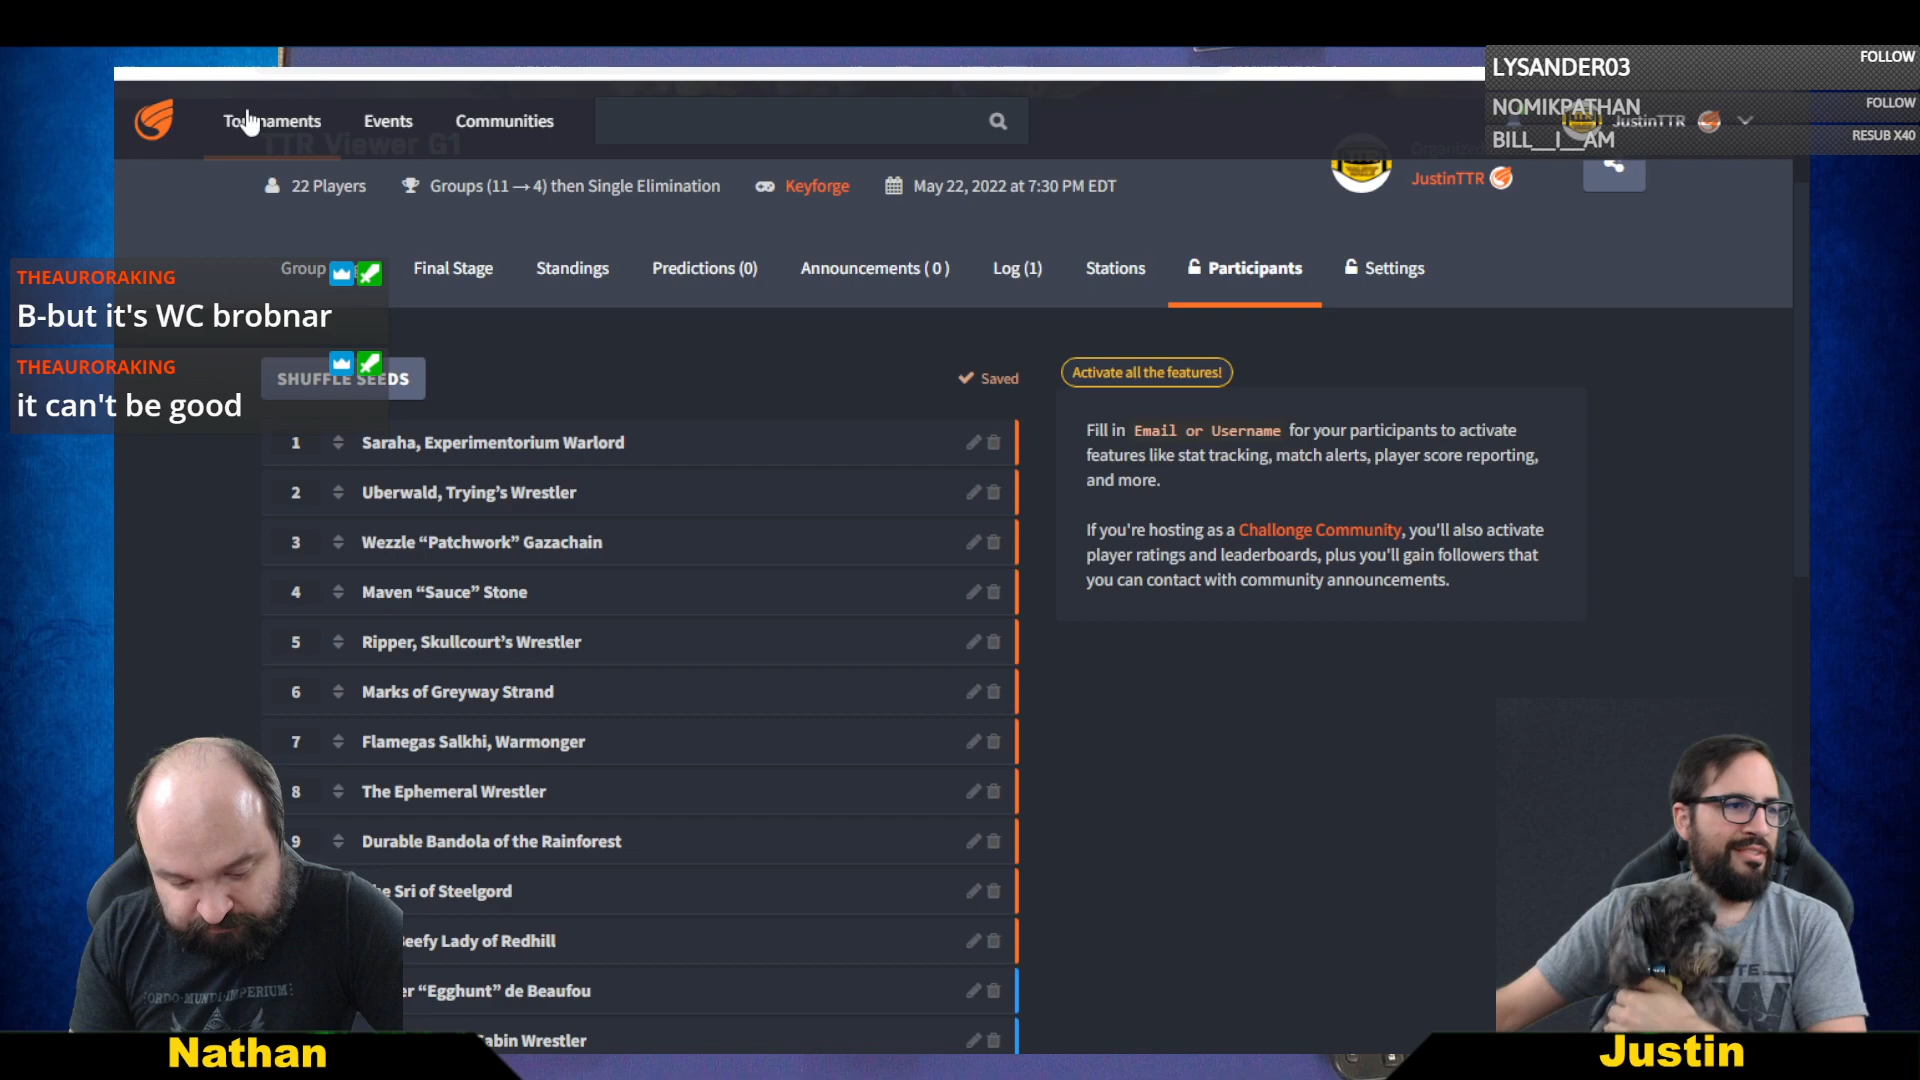 LYSANDER03 FOLLOW
NOMIKPATHAN FOLLOW
BILL__I__AM RESUB X40
Tournaments Events Communities
JustinTTR
TTR Viewer G1
22 Players Groups (11→4) then Single Elimination Keyforge May 22, 2022 at 7:30 PM EDT
JustinTTR
Group Final Stage Standings Predictions (0) Announcements ( 0 ) Log (1) Stations Participants Settings
THEAURORAKING
B-but it's WC brobnar
THEAURORAKING
it can't be good
SHUFFLE SEEDS
Saved
1 Saraha, Experimentorium Warlord
2 Uberwald, Trying’s Wrestler
3 Wezzle “Patchwork” Gazachain
4 Maven “Sauce” Stone
5 Ripper, Skullcourt’s Wrestler
6 Marks of Greyway Strand
7 Flamegas Salkhi, Warmonger
8 The Ephemeral Wrestler
9 Durable Bandola of the Rainforest
Sri of Steelgord
Lady of Redhill
“Egghunt” de Beaufou
Wrestler
Activate all the features!
Fill in Email or Username for your participants to activate
features like stat tracking, match alerts, player score reporting,
and more.
If you're hosting as a Challonge Community, you'll also activate
player ratings and leaderboards, plus you'll gain followers that
you can contact with community announcements.
ORDO-MUNDI-IMPERIUM
Nathan
Justin